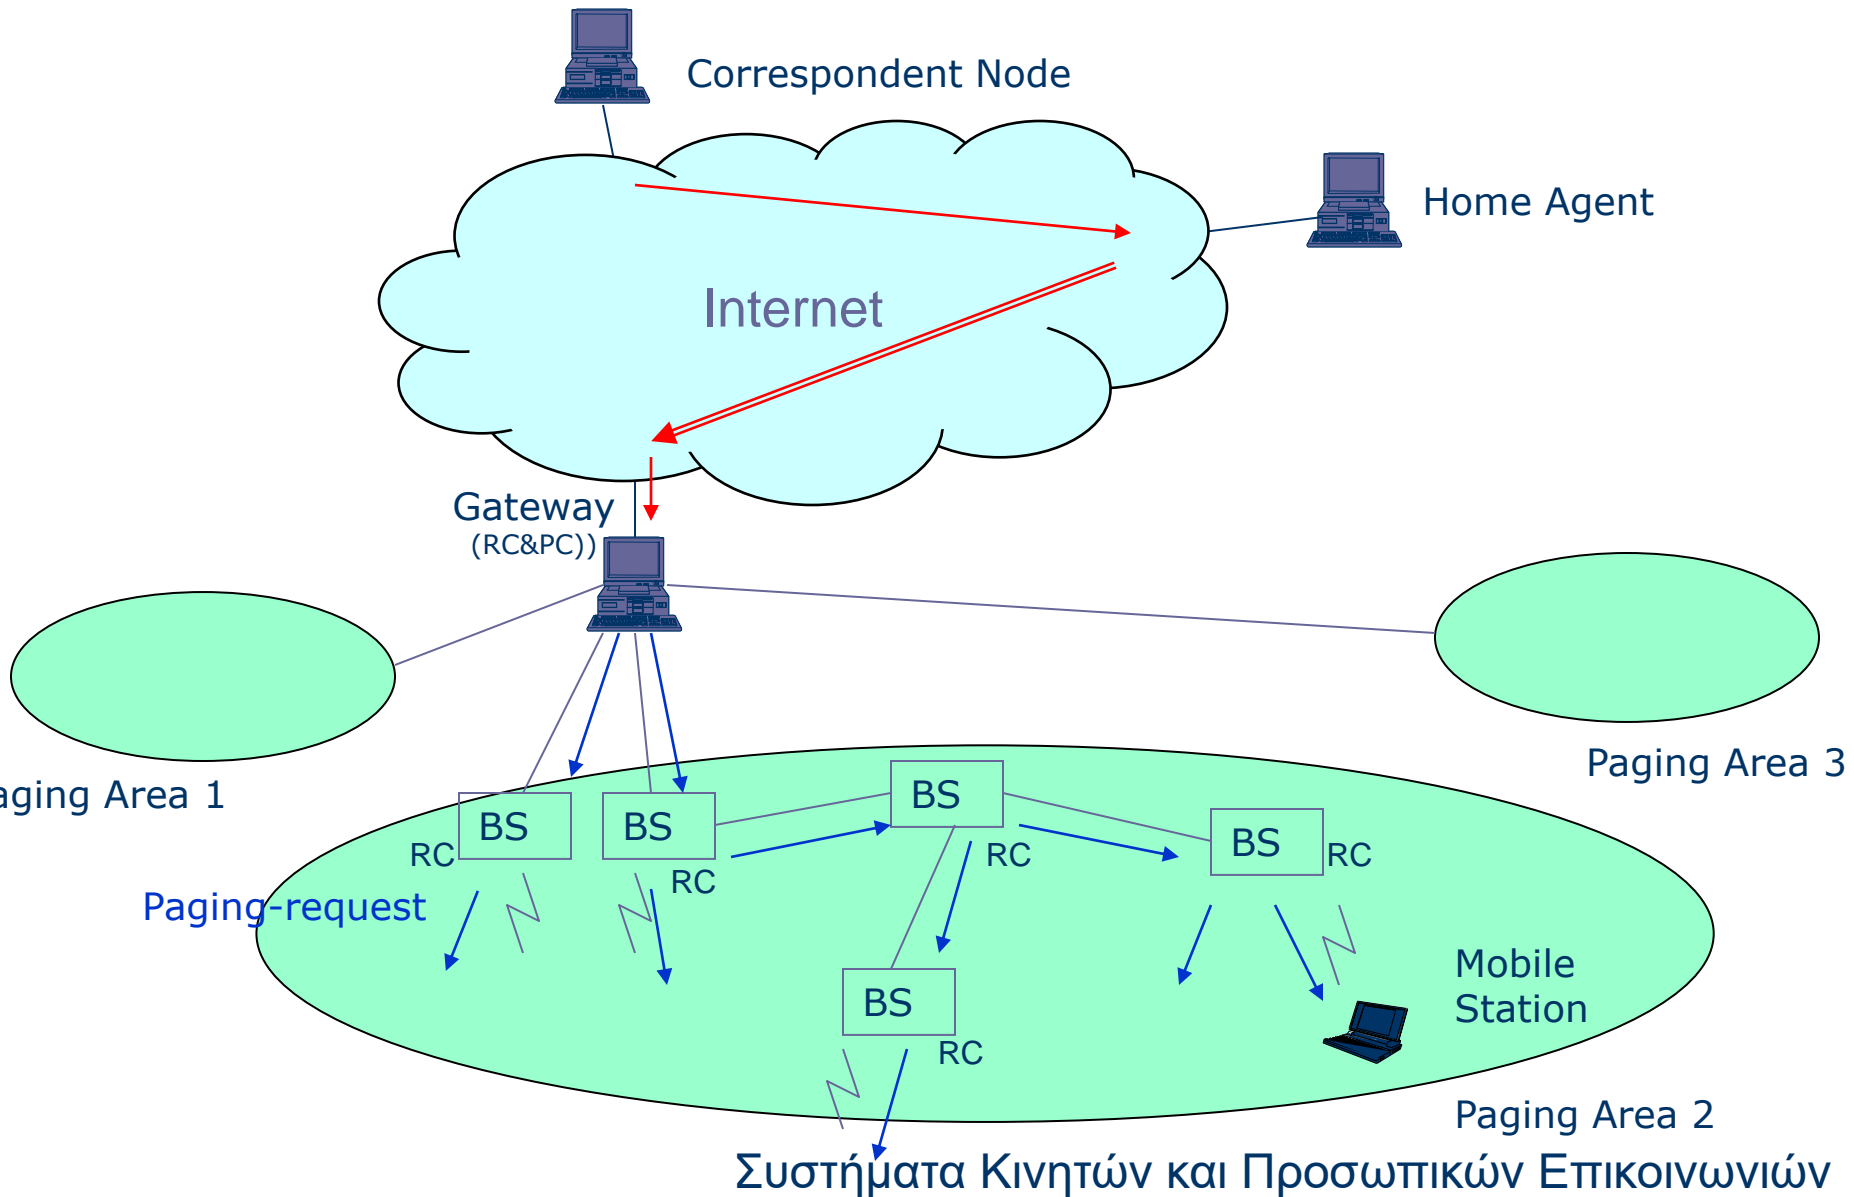 Correspondent Node
Home Agent
Internet
Gateway
(RC&PC))
Paging Area 3
aging Area 1
BS
BS
BS
BS
RC
RC
RC
RC
Paging-request
Mobile
Station
BS
RC
Paging Area 2
Συστήματα Κινητών και Προσωπικών Επικοινωνιών